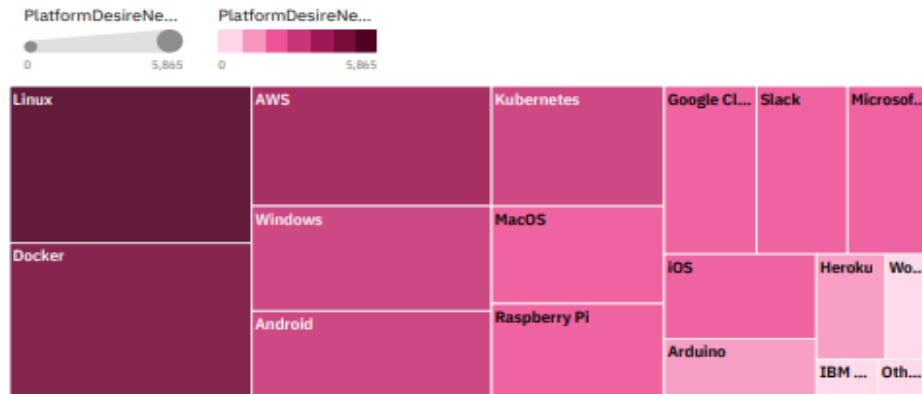 PlatformDesireNe...
PlatformDesireNe...
0 5,865
0 5,865
Linux
AWS
Kubernetes
Google Cl...
Slack
Microsof...
Windows
MacOS
Docker
iOS
Heroku
Wo...
Raspberry Pi
Android
Arduino
IBM ...
Oth...